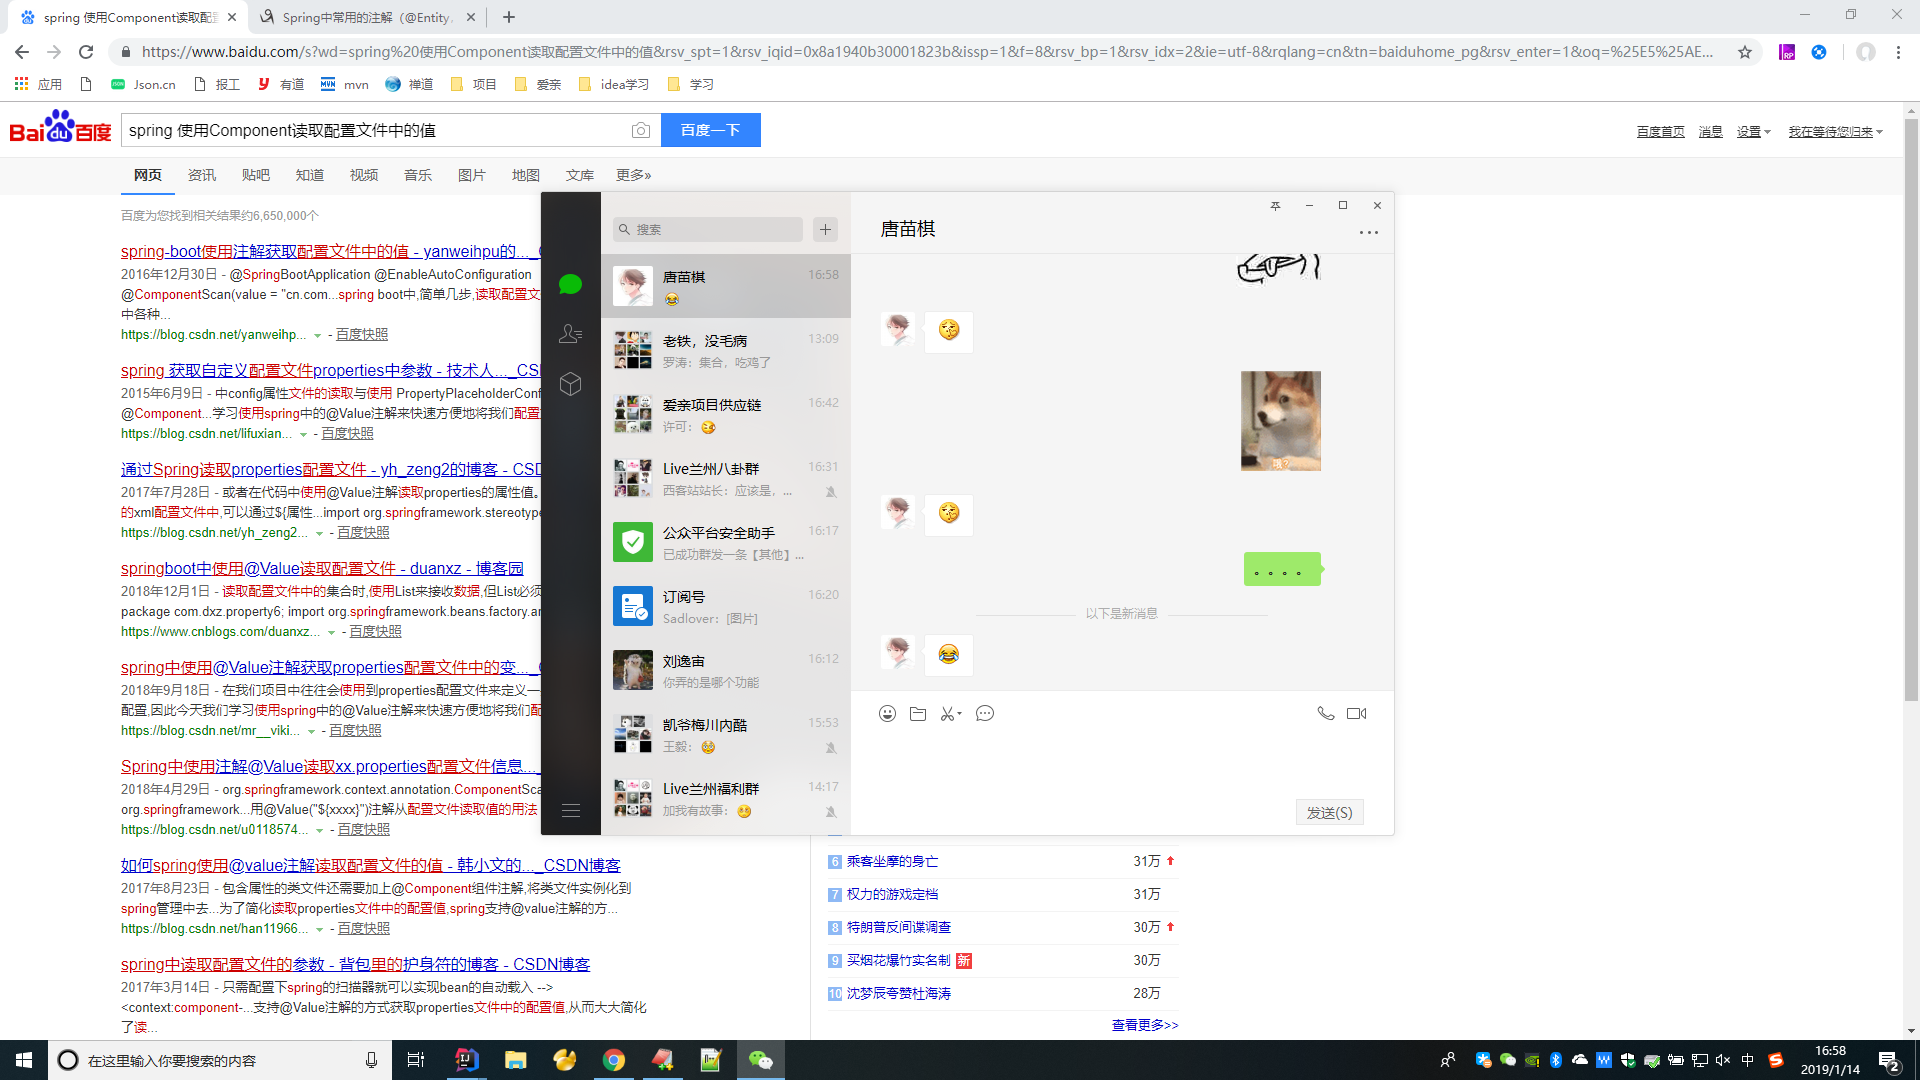 spring 使用Component读取配置
Spring中常用的注解（@Entity,
https://www.baidu.com/s?wd=spring%20使用Component读取配置文件中的值&rsv_spt=1&rsv_iqid=0x8a1940b30001823b&issp=1&f=8&rsv_bp=1&rsv_idx=2&ie=utf-8&rqlang=cn&tn=baiduhome_pg&rsv_enter=1&oq=%25E5%25AE...
应用 Json.cn 报工 有道 mvn 禅道 项目 爱亲 idea学习 学习
Bai du 百度 spring 使用Component读取配置文件中的值 百度一下
百度首页 消息 设置 我在等待您归来
网页 资讯 贴吧 知道 视频 音乐 图片 地图 文库 更多»
百度为您找到相关结果约6,650,000个
spring-boot使用注解获取配置文件中的值 - yanweihpu的..._C
2016年12月30日 - @SpringBootApplication @EnableAutoConfiguration
@ComponentScan(value = "cn.com...spring boot中,简单几步,读取配置文
中各种...
https://blog.csdn.net/yanweihp... - 百度快照
spring 获取自定义配置文件properties中参数 - 技术人..._CS
2015年6月9日 - 中config属性文件的读取与使用 PropertyPlaceholderConf
@Component...学习使用spring中的@Value注解来快速方便地将我们配置
https://blog.csdn.net/lifuxian... - 百度快照
通过Spring读取properties配置文件 - yh_zeng2的博客 - CSD
2017年7月28日 - 或者在代码中使用@Value注解读取properties的属性值。
的xml配置文件中,可以通过${属性...import org.springframework.stereotype
https://blog.csdn.net/yh_zeng2... - 百度快照
springboot中使用@Value读取配置文件 - duanxz - 博客园
2018年12月1日 - 读取配置文件中的集合时,使用List来接收数据,但List必须
package com.dxz.property6; import org.springframework.beans.factory.an
https://www.cnblogs.com/duanxz... - 百度快照
spring中使用@Value注解获取properties配置文件中的变..._
2018年9月18日 - 在我们项目中往往会使用到properties配置文件来定义一
配置,因此今天我们学习使用spring中的@Value注解来快速方便地将我们配
https://blog.csdn.net/mr__viki... - 百度快照
Spring中使用注解@Value读取xx.properties配置文件信息..._
2018年4月29日 - org.springframework.context.annotation.ComponentSca
org.springframework...用@Value("${xxxx}")注解从配置文件读取值的用法
https://blog.csdn.net/u0118574... - 百度快照
如何spring使用@value注解读取配置文件的值 - 韩小文的..._CSDN博客
2017年8月23日 - 包含属性的类文件还需要加上@Component组件注解,将类文件实例化到
spring管理中去...为了简化读取properties文件中的配置值,spring支持@value注解的方...
https://blog.csdn.net/han11966... - 百度快照
spring中读取配置文件的参数 - 背包里的护身符的博客 - CSDN博客
2017年3月14日 - 只需配置下spring的扫描器就可以实现bean的自动载入 -->
<context:component-...支持@Value注解的方式获取properties文件中的配置值,从而大大简化
了读...
搜索
唐苗棋 16:58
老铁，没毛病 13:09
罗涛：集合，吃鸡了
爱亲项目供应链 16:42
许可：
Live兰州八卦群 16:31
西客站站长：应该是，...
公众平台安全助手 16:17
已成功群发一条【其他】...
订阅号 16:20
Sadlover：[图片]
刘逸宙 16:12
你弄的是哪个功能
凯爷梅川内酷 15:53
王毅：
Live兰州福利群 14:17
加我有故事：
唐苗棋
。。。。
以下是新消息
发送(S)
6 乘客坐摩的身亡 31万
7 权力的游戏定档 31万
8 特朗普反间谍调查 30万
9 买烟花爆竹实名制 新 30万
10 沈梦辰夸赞杜海涛 28万
查看更多>>
在这里输入你要搜索的内容
中
16:58
2019/1/14
2